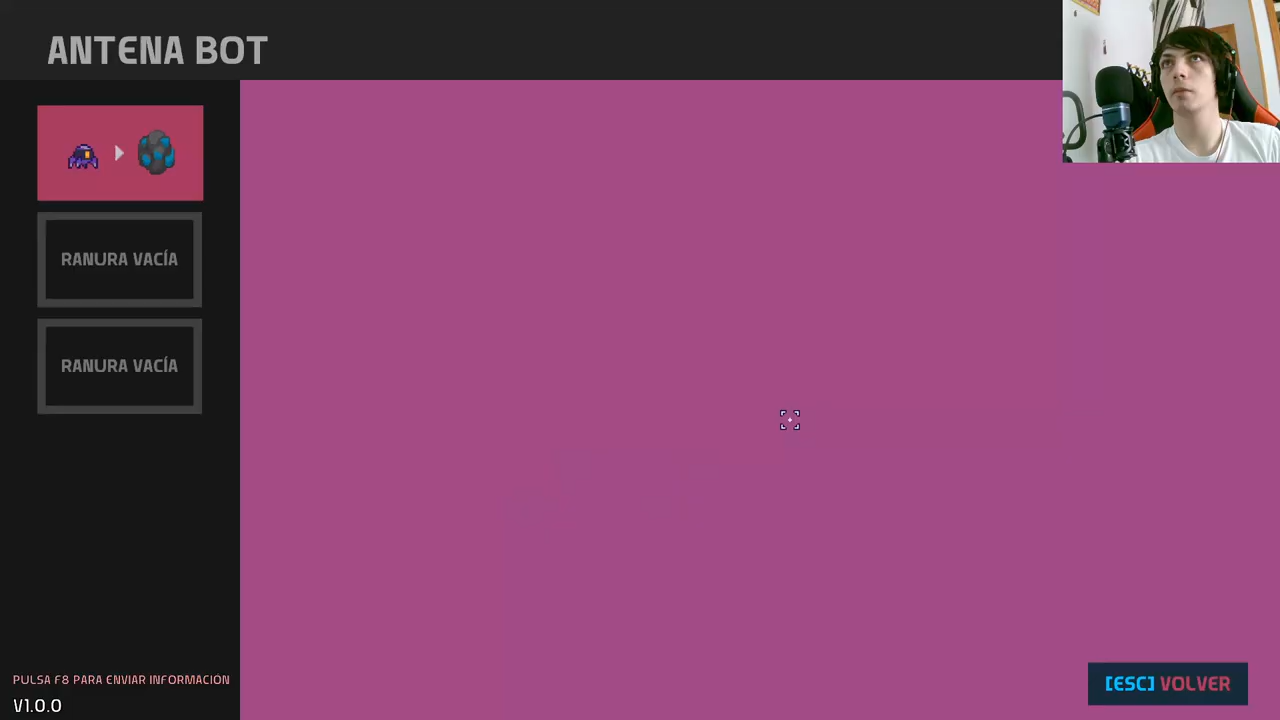 ANTENA BOT
RANURA VACÍA
RANURA VACÍA
PULSA F8 PARA ENVIAR INFORMACIÓN
V1.0.0
[ESC] VOLVER